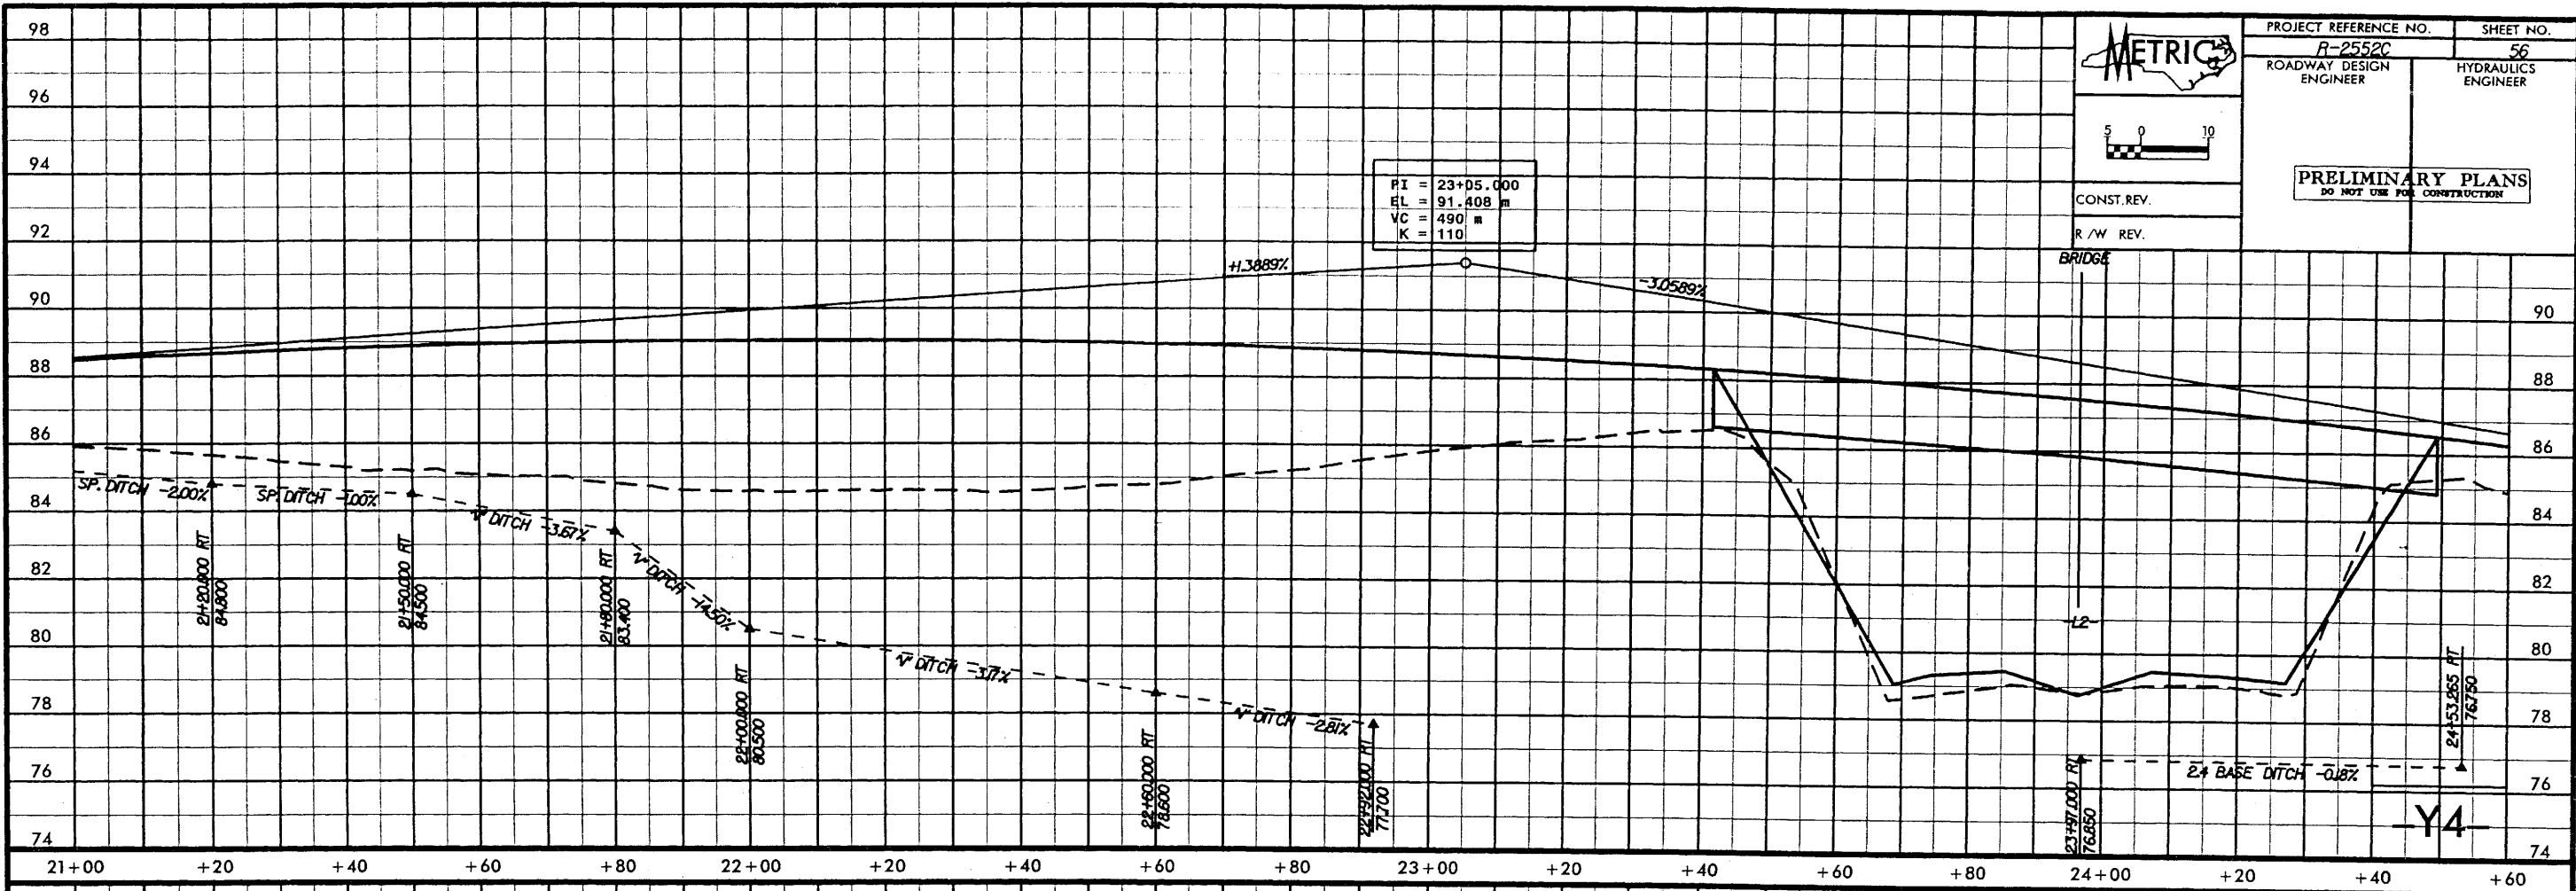 METRIC
PROJECT REFERENCE NO.
SHEET NO.
R-2552C
56
ROADWAY DESIGN
ENGINEER
HYDRAULICS
ENGINEER
5 0 10
PRELIMINARY PLANS
DO NOT USE FOR CONSTRUCTION
CONST.REV.
R /W REV.
98
96
94
92
90
88
86
84
82
80
78
76
74
PI = 23+05.000
EL = 91.408 m
VC = 490 m
K = 110
+1.3889%
-3.0589%
BRIDGE
-L2-
90
88
86
84
82
80
78
76
74
SP. DITCH -2.00%
SP. DITCH -1.00%
'V' DITCH -3.67%
'V' DITCH -14.50%
'V' DITCH -3.17%
'V' DITCH -2.81%
2.4 BASE DITCH -0.18%
21+20.000 RT
84.800
21+50.000 RT
84.500
21+80.000 RT
83.400
22+00.000 RT
80.500
22+60.000 RT
78.600
22+92.000 RT
77.700
23+97.000 RT
76.850
24+53.265 RT
76.750
-Y4-
21+00 +20 +40 +60 +80 22+00 +20 +40 +60 +80 23+00 +20 +40 +60 +80 24+00 +20 +40 +60